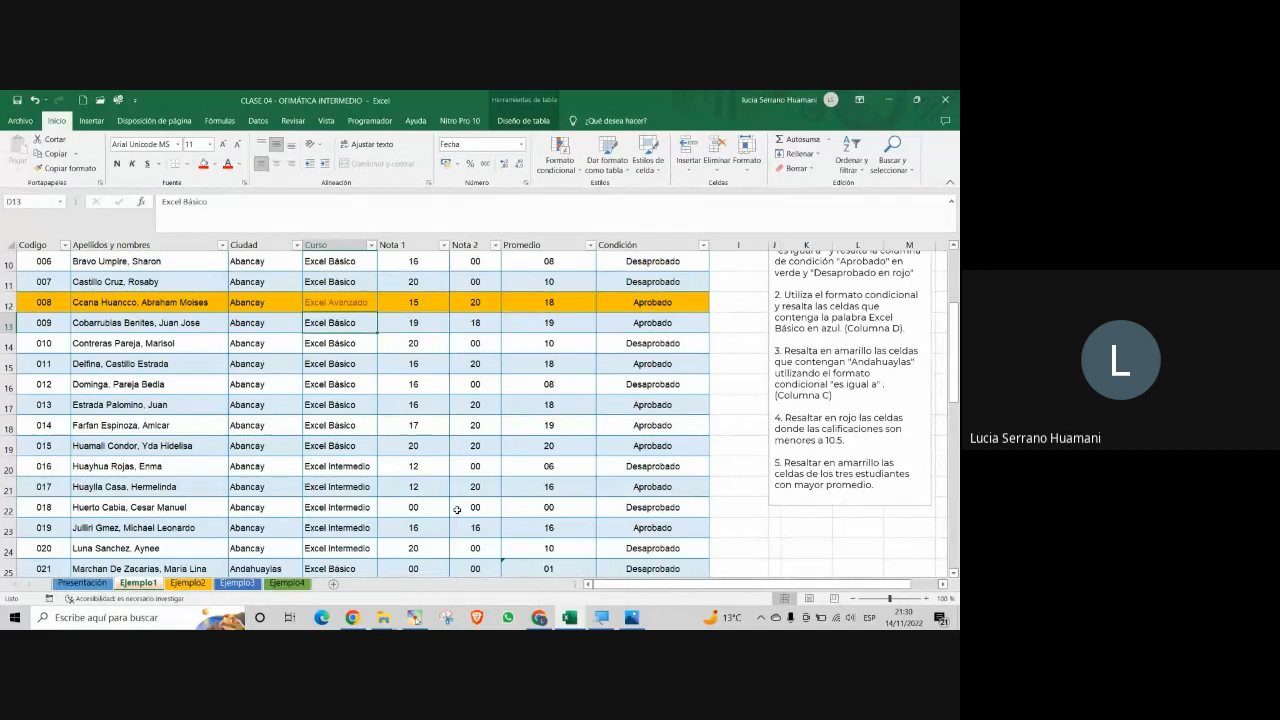 CLASE 04 - OFIMÁTICA INTERMEDIO - Excel
Herramientas de tabla
lucia Serrano Huamani
LS
Archivo Inicio Insertar Disposición de página Fórmulas Datos Revisar Vista Programador Ayuda Nitro Pro 10 Diseño de tabla ¿Qué desea hacer?
Pegar
Cortar
Copiar
Copiar formato
Portapapeles
Arial Unicode MS 11
N K S
Fuente
Ajustar texto
Combinar y centrar
Alineación
Fecha
Número
Formato condicional
Dar formato como tabla
Estilos de celda
Estilos
Insertar Eliminar Formato
Celdas
Autosuma
Rellenar
Borrar
Ordenar y filtrar
Buscar y seleccionar
Edición
D13 fx Excel Básico
Codigo Apellidos y nombres Ciudad Curso Nota 1 Nota 2 Promedio Condición I J K L M
10 006 Bravo Umpire, Sharon Abancay Excel Básico 16 00 08 Desaprobado
11 007 Castillo Cruz, Rosaby Abancay Excel Básico 20 00 10 Desaprobado
12 008 Ccana Huancco, Abraham Moises Abancay Excel Avanzado 15 20 18 Aprobado
13 009 Cobarrubias Benites, Juan Jose Abancay Excel Básico 19 18 19 Aprobado
14 010 Contreras Pareja, Marisol Abancay Excel Básico 20 00 10 Desaprobado
15 011 Delfina, Castillo Estrada Abancay Excel Básico 16 20 18 Aprobado
16 012 Dominga, Pareja Bedia Abancay Excel Básico 16 00 08 Desaprobado
17 013 Estrada Palomino, Juan Abancay Excel Básico 16 20 18 Aprobado
18 014 Farfan Espinoza, Amicar Abancay Excel Básico 17 20 19 Aprobado
19 015 Huamali Condor, Yda Hidelisa Abancay Excel Básico 20 20 20 Aprobado
20 016 Huayhua Rojas, Enma Abancay Excel Intermedio 12 00 06 Desaprobado
21 017 Huaylla Casa, Hermelinda Abancay Excel Intermedio 12 20 16 Aprobado
22 018 Huerto Cabia, Cesar Manuel Abancay Excel Intermedio 00 00 00 Desaprobado
23 019 Julliri Gmez, Michael Leonardo Abancay Excel Intermedio 16 16 16 Aprobado
24 020 Luna Sanchez, Aynee Abancay Excel Intermedio 20 00 10 Desaprobado
25 021 Marchan De Zacarias, Maria Lina Andahuaylas Excel Intermedio 00 00 01 Desaprobado
"es igual a" y resalta la columna
de condición "Aprobado" en
verde y "Desaprobado en rojo"
2. Utiliza el formato condicional
y resalta las celdas que
contenga la palabra Excel
Básico en azul. (Columna D).
3. Resalta en amarillo las celdas
que contengan "Andahuaylas"
utilizando el formato
condicional "es igual a" .
(Columna C)
4. Resaltar en rojo las celdas
donde las calificaciones son
menores a 10.5.
5. Resaltar en amarrillo las
celdas de los tres estudiantes
con mayor promedio.
Presentación Ejemplo1 Ejemplo2 Ejemplo3 Ejemplo4
Listo Accesibilidad: es necesario investigar 100 %
Escribe aquí para buscar 13°C ESP 21:30
14/11/2022 21
L
Lucia Serrano Huamani